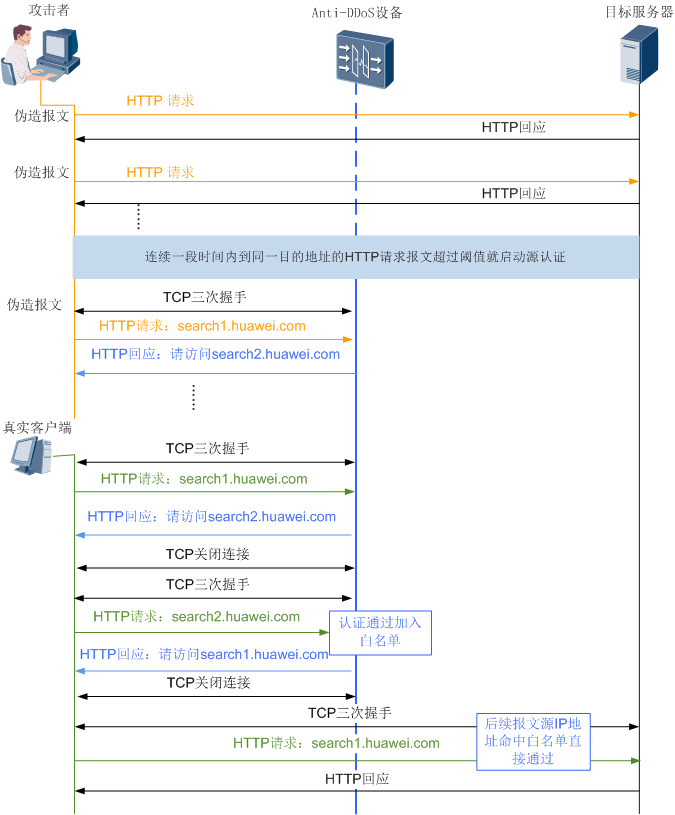 攻击者
Anti-DDoS设备
目标服务器
HTTP 请求
伪造报文
HTTP回应
伪造报文
HTTP 请求
HTTP回应
连续一段时间内到同一目的地址的HTTP请求报文超过阈值就启动源认证
TCP三次握手
伪造报文
HTTP请求：search1.huawei.com
HTTP回应：请访问search2.huawei.com
真实客户端
TCP三次握手
HTTP请求：search1.huawei.com
HTTP回应：请访问search2.huawei.com
TCP关闭连接
TCP三次握手
HTTP请求：search2.huawei.com
认证通过加入
白名单
HTTP回应：请访问search1.huawei.com
TCP关闭连接
TCP三次握手
后续报文源IP地
址命中白名单直
接通过
HTTP请求：search1.huawei.com
HTTP回应